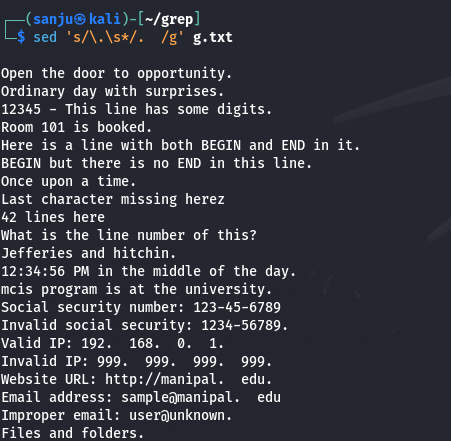 ┌──(sanju㉿kali)-[~/grep]
└─$ sed 's/\.\s*/.  /g' g.txt
Open the door to opportunity.
Ordinary day with surprises.
12345 - This line has some digits.
Room 101 is booked.
Here is a line with both BEGIN and END in it.
BEGIN but there is no END in this line.
Once upon a time.
Last character missing herez
42 lines here
What is the line number of this?
Jefferies and hitchin.
12:34:56 PM in the middle of the day.
mcis program is at the university.
Social security number: 123-45-6789
Invalid social security: 1234-56789.
Valid IP: 192.  168.  0.  1.
Invalid IP: 999.  999.  999.  999.
Website URL: http://manipal.  edu.
Email address: sample@manipal.  edu
Improper email: user@unknown.
Files and folders.